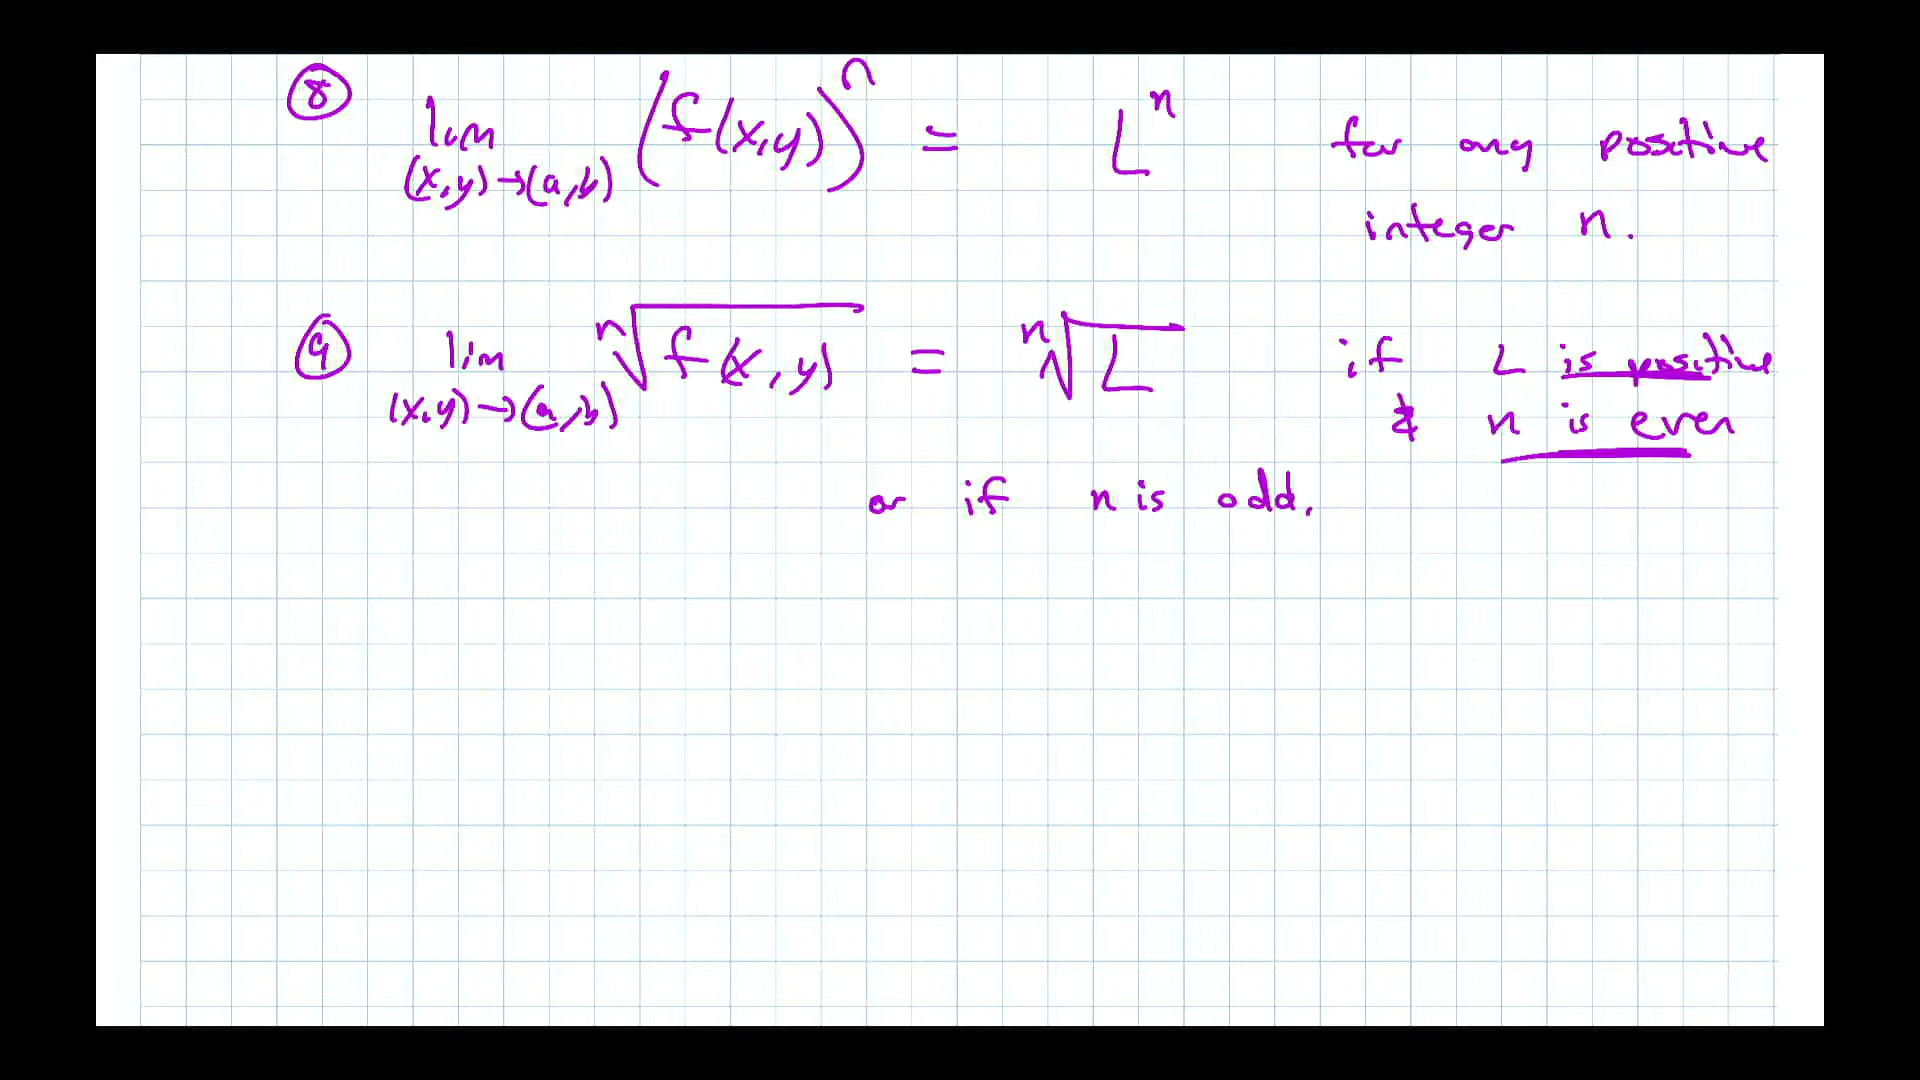 ⑧ lim (x,y)→(a,b) (f(x,y))^n = L^n for any positive
integer n.
⑨ lim (x,y)→(a,b) ⁿ√f(x,y) = ⁿ√L if L is positive
& n is even
or if n is odd.